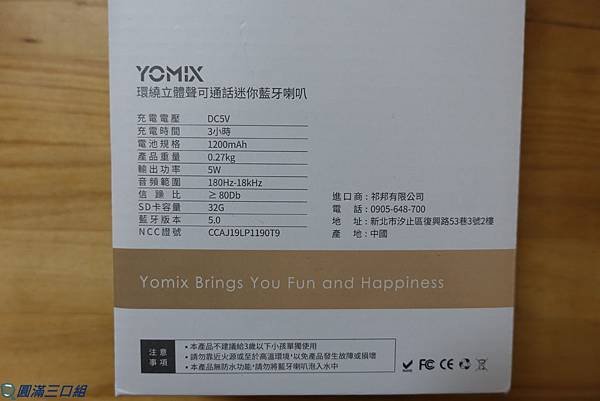 YOMIX
環繞立體聲可通話迷你藍牙喇叭
充電電壓 DC5V
充電時間 3小時
電池規格 1200mAh
產品重量 0.27kg
輸出功率 5W
音頻範圍 180Hz-18kHz
信躁比 ≥80Db
SD卡容量 32G
藍牙版本 5.0
NCC證號 CCAJ19LP1190T9
進口商：祁邦有限公司
電 話：0905-648-700
地 址：新北市汐止區復興路53巷3號2樓
產 地：中國
Yomix Brings You Fun and Happiness
注意事項
• 本產品不建議給3歲以下小孩單獨使用
• 請勿靠近火源或至於高溫環境，以免產品發生故障或損壞
• 本產品無防水功能，請勿將藍牙喇叭泡入水中
FC CE
圓滿三口組